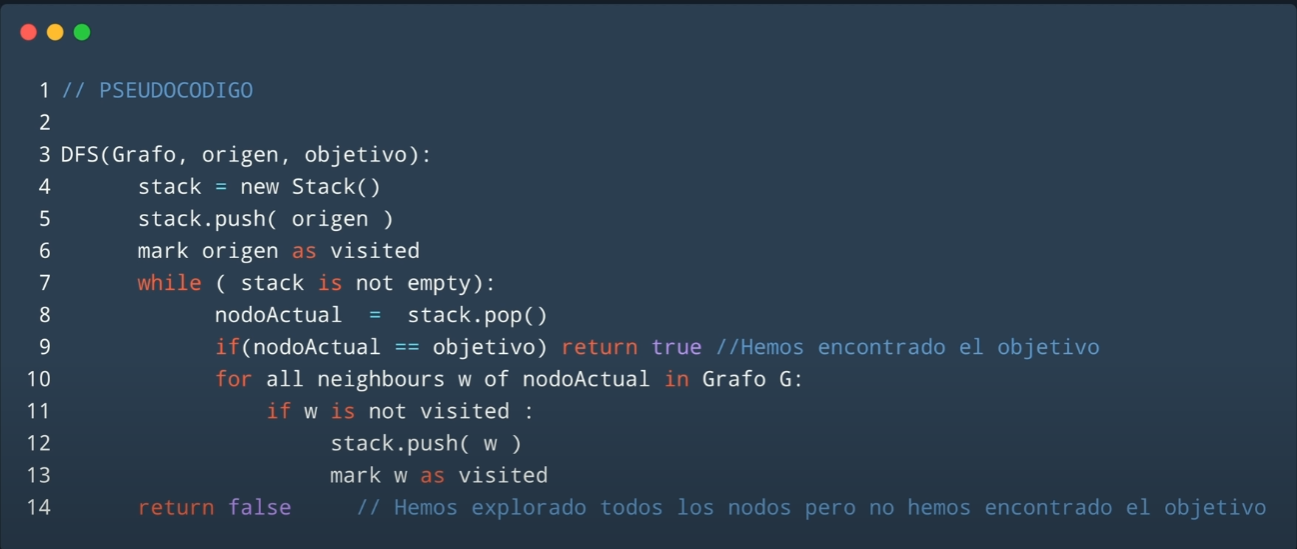 1 // PSEUDOCODIGO
2
3 DFS(Grafo, origen, objetivo):
4 stack = new Stack()
5 stack.push( origen )
6 mark origen as visited
7 while ( stack is not empty):
8 nodoActual = stack.pop()
9 if(nodoActual == objetivo) return true //Hemos encontrado el objetivo
10 for all neighbours w of nodoActual in Grafo G:
11 if w is not visited :
12 stack.push( w )
13 mark w as visited
14 return false // Hemos explorado todos los nodos pero no hemos encontrado el objetivo